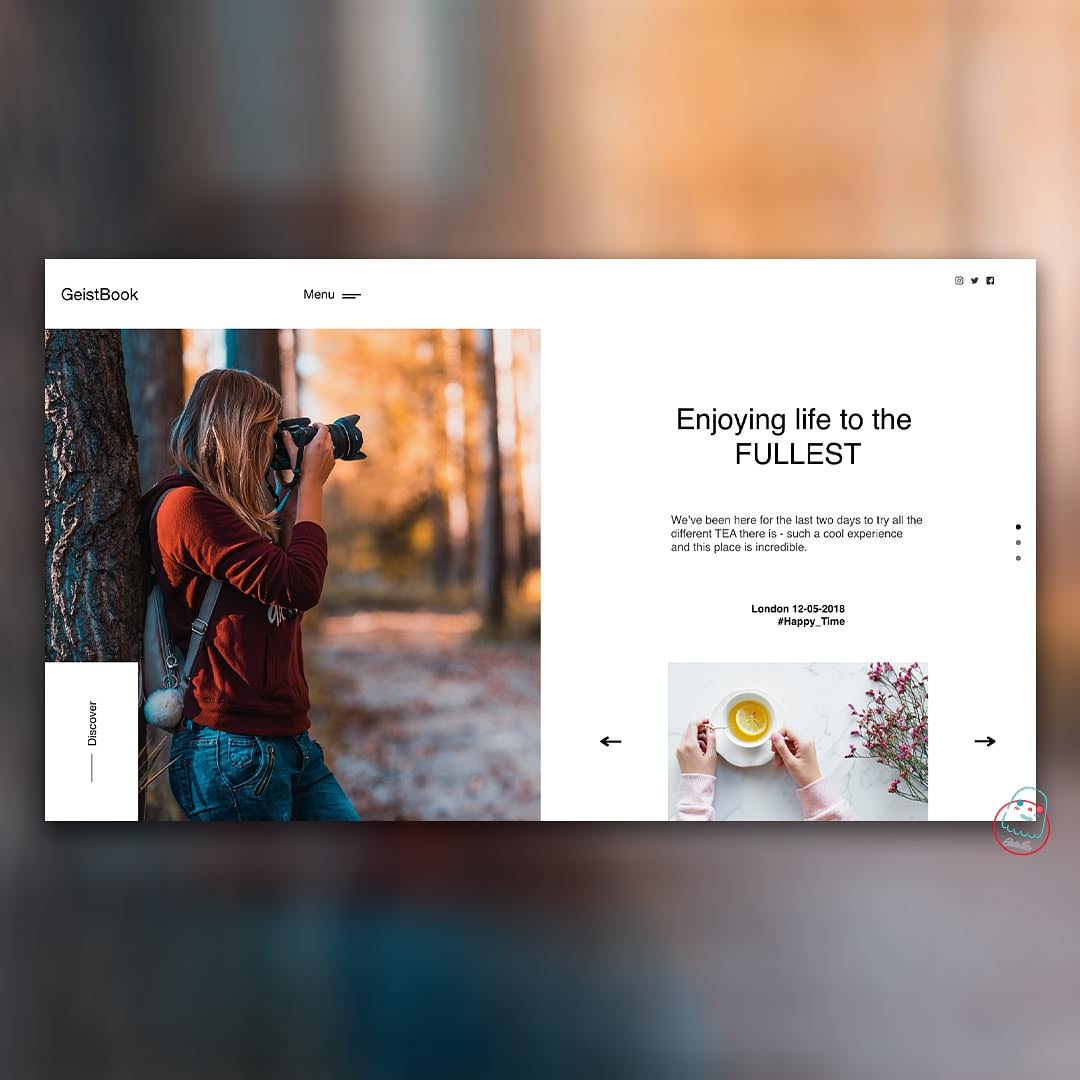 GeistBook
Menu
Enjoying life to the
FULLEST
We've been here for the last two days to try all the
different TEA there is - such a cool experience
and this place is incredible.
London 12-05-2018
#Happy_Time
Discover